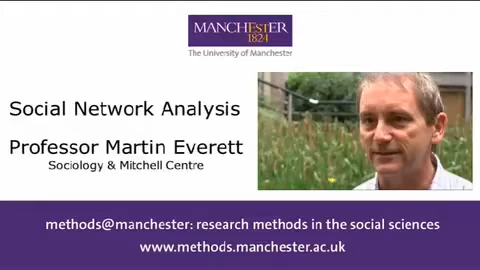 MANCHESTER
1824
The University of Manchester
Social Network Analysis
Professor Martin Everett
Sociology & Mitchell Centre
methods@manchester: research methods in the social sciences
www.methods.manchester.ac.uk